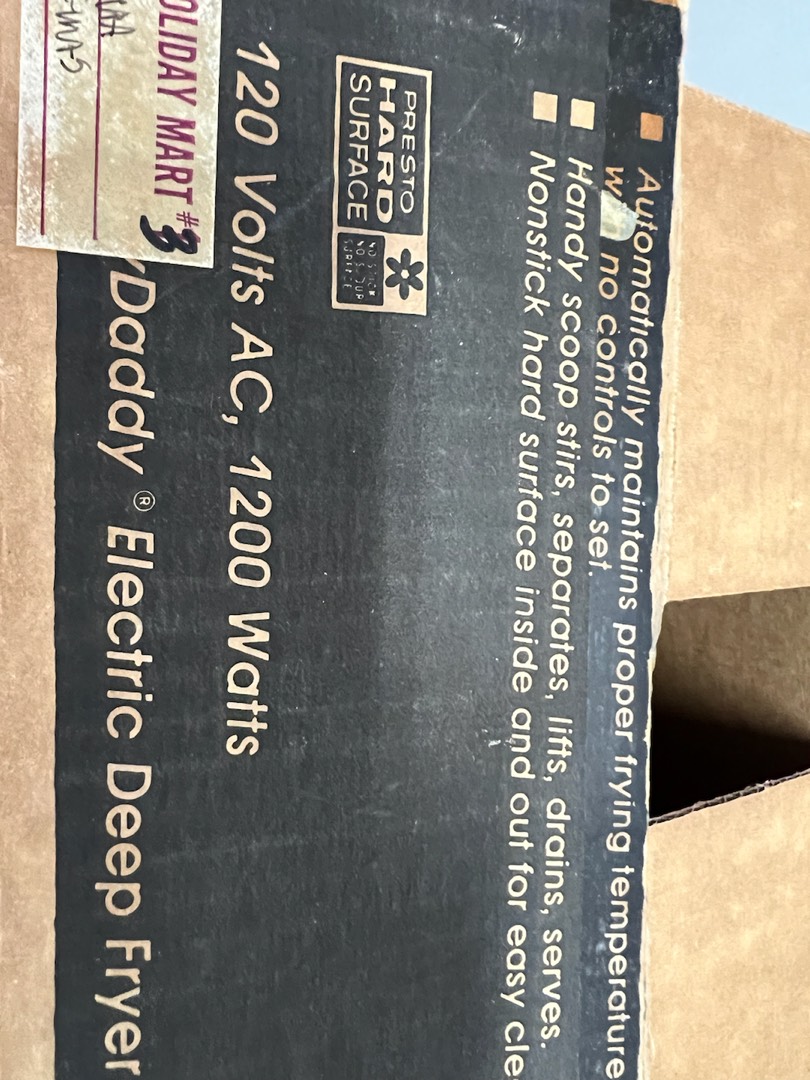 Automatically maintains proper frying temperature
no controls to set.
Handy scoop stirs, separates, lifts, drains, serves.
Nonstick hard surface inside and out for easy cle
PRESTO
HARD
SURFACE
120 Volts AC, 1200 Watts
Daddy® Electric Deep Fryer
OLIDAY MART #3